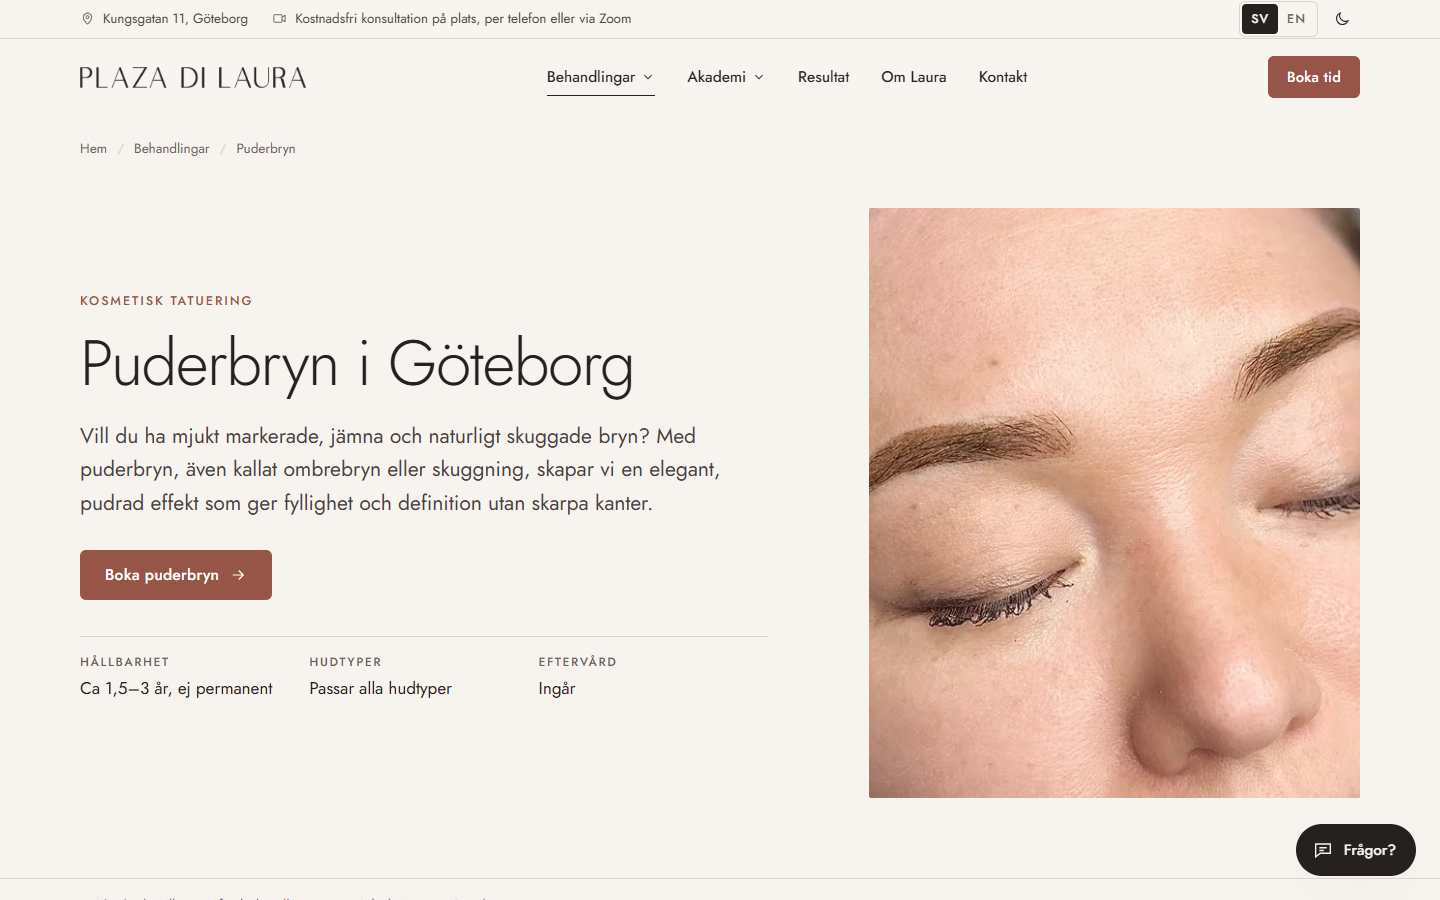 Kungsgatan 11, Göteborg
Kostnadsfri konsultation på plats, per telefon eller via Zoom
SV EN
PLAZA DI LAURA
Behandlingar Akademi Resultat Om Laura Kontakt
Boka tid
Hem / Behandlingar / Puderbryn
KOSMETISK TATUERING
Puderbryn i Göteborg
Vill du ha mjukt markerade, jämna och naturligt skuggade bryn? Med
puderbryn, även kallat ombrebryn eller skuggning, skapar vi en elegant,
pudrad effekt som ger fyllighet och definition utan skarpa kanter.
Boka puderbryn
HÅLLBARHET
Ca 1,5–3 år, ej permanent
HUDTYPER
Passar alla hudtyper
EFTERVÅRD
Ingår
Frågor?